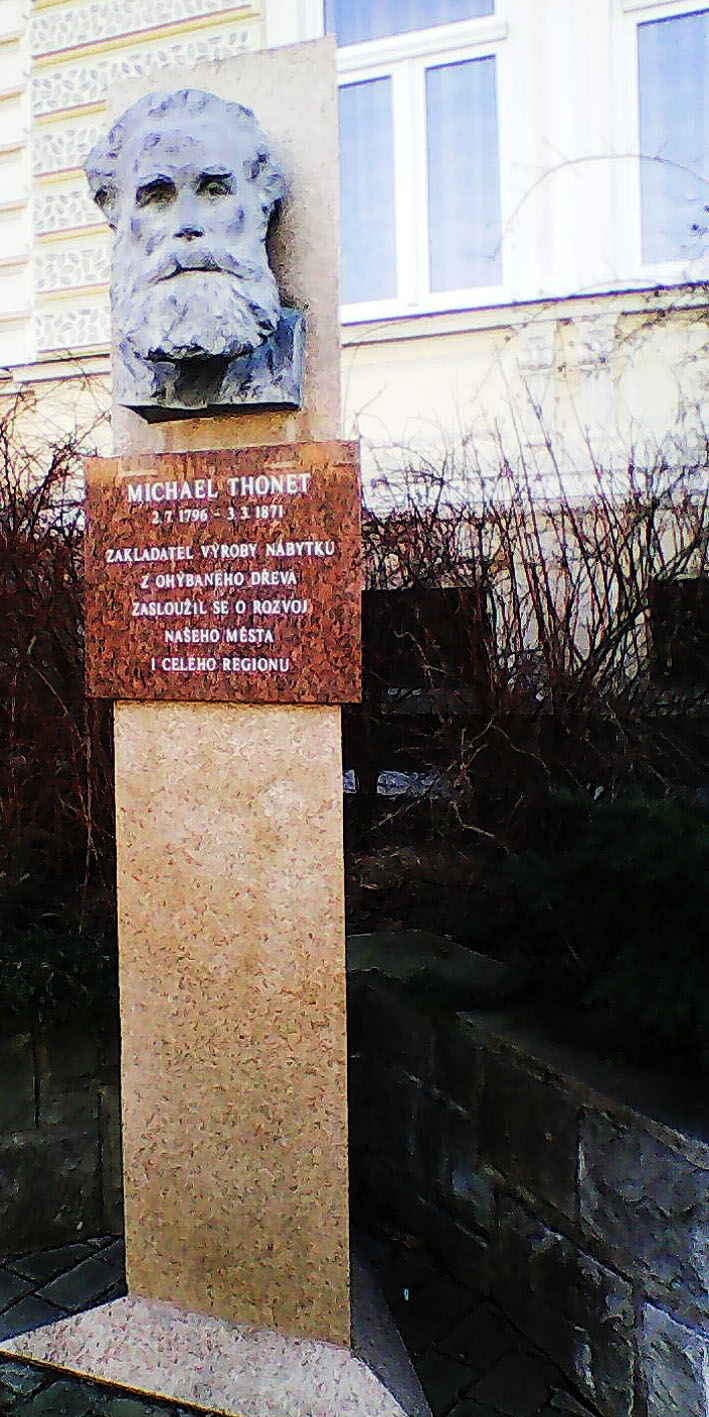 MICHAEL THONET
2.7.1796 - 3.3.1871
ZAKLADATEL VÝROBY NÁBYTKU
Z OHÝBANÉHO DŘEVA
ZASLOUŽIL SE O ROZVOJ
NAŠEHO MĚSTA
I CELÉHO REGIONU